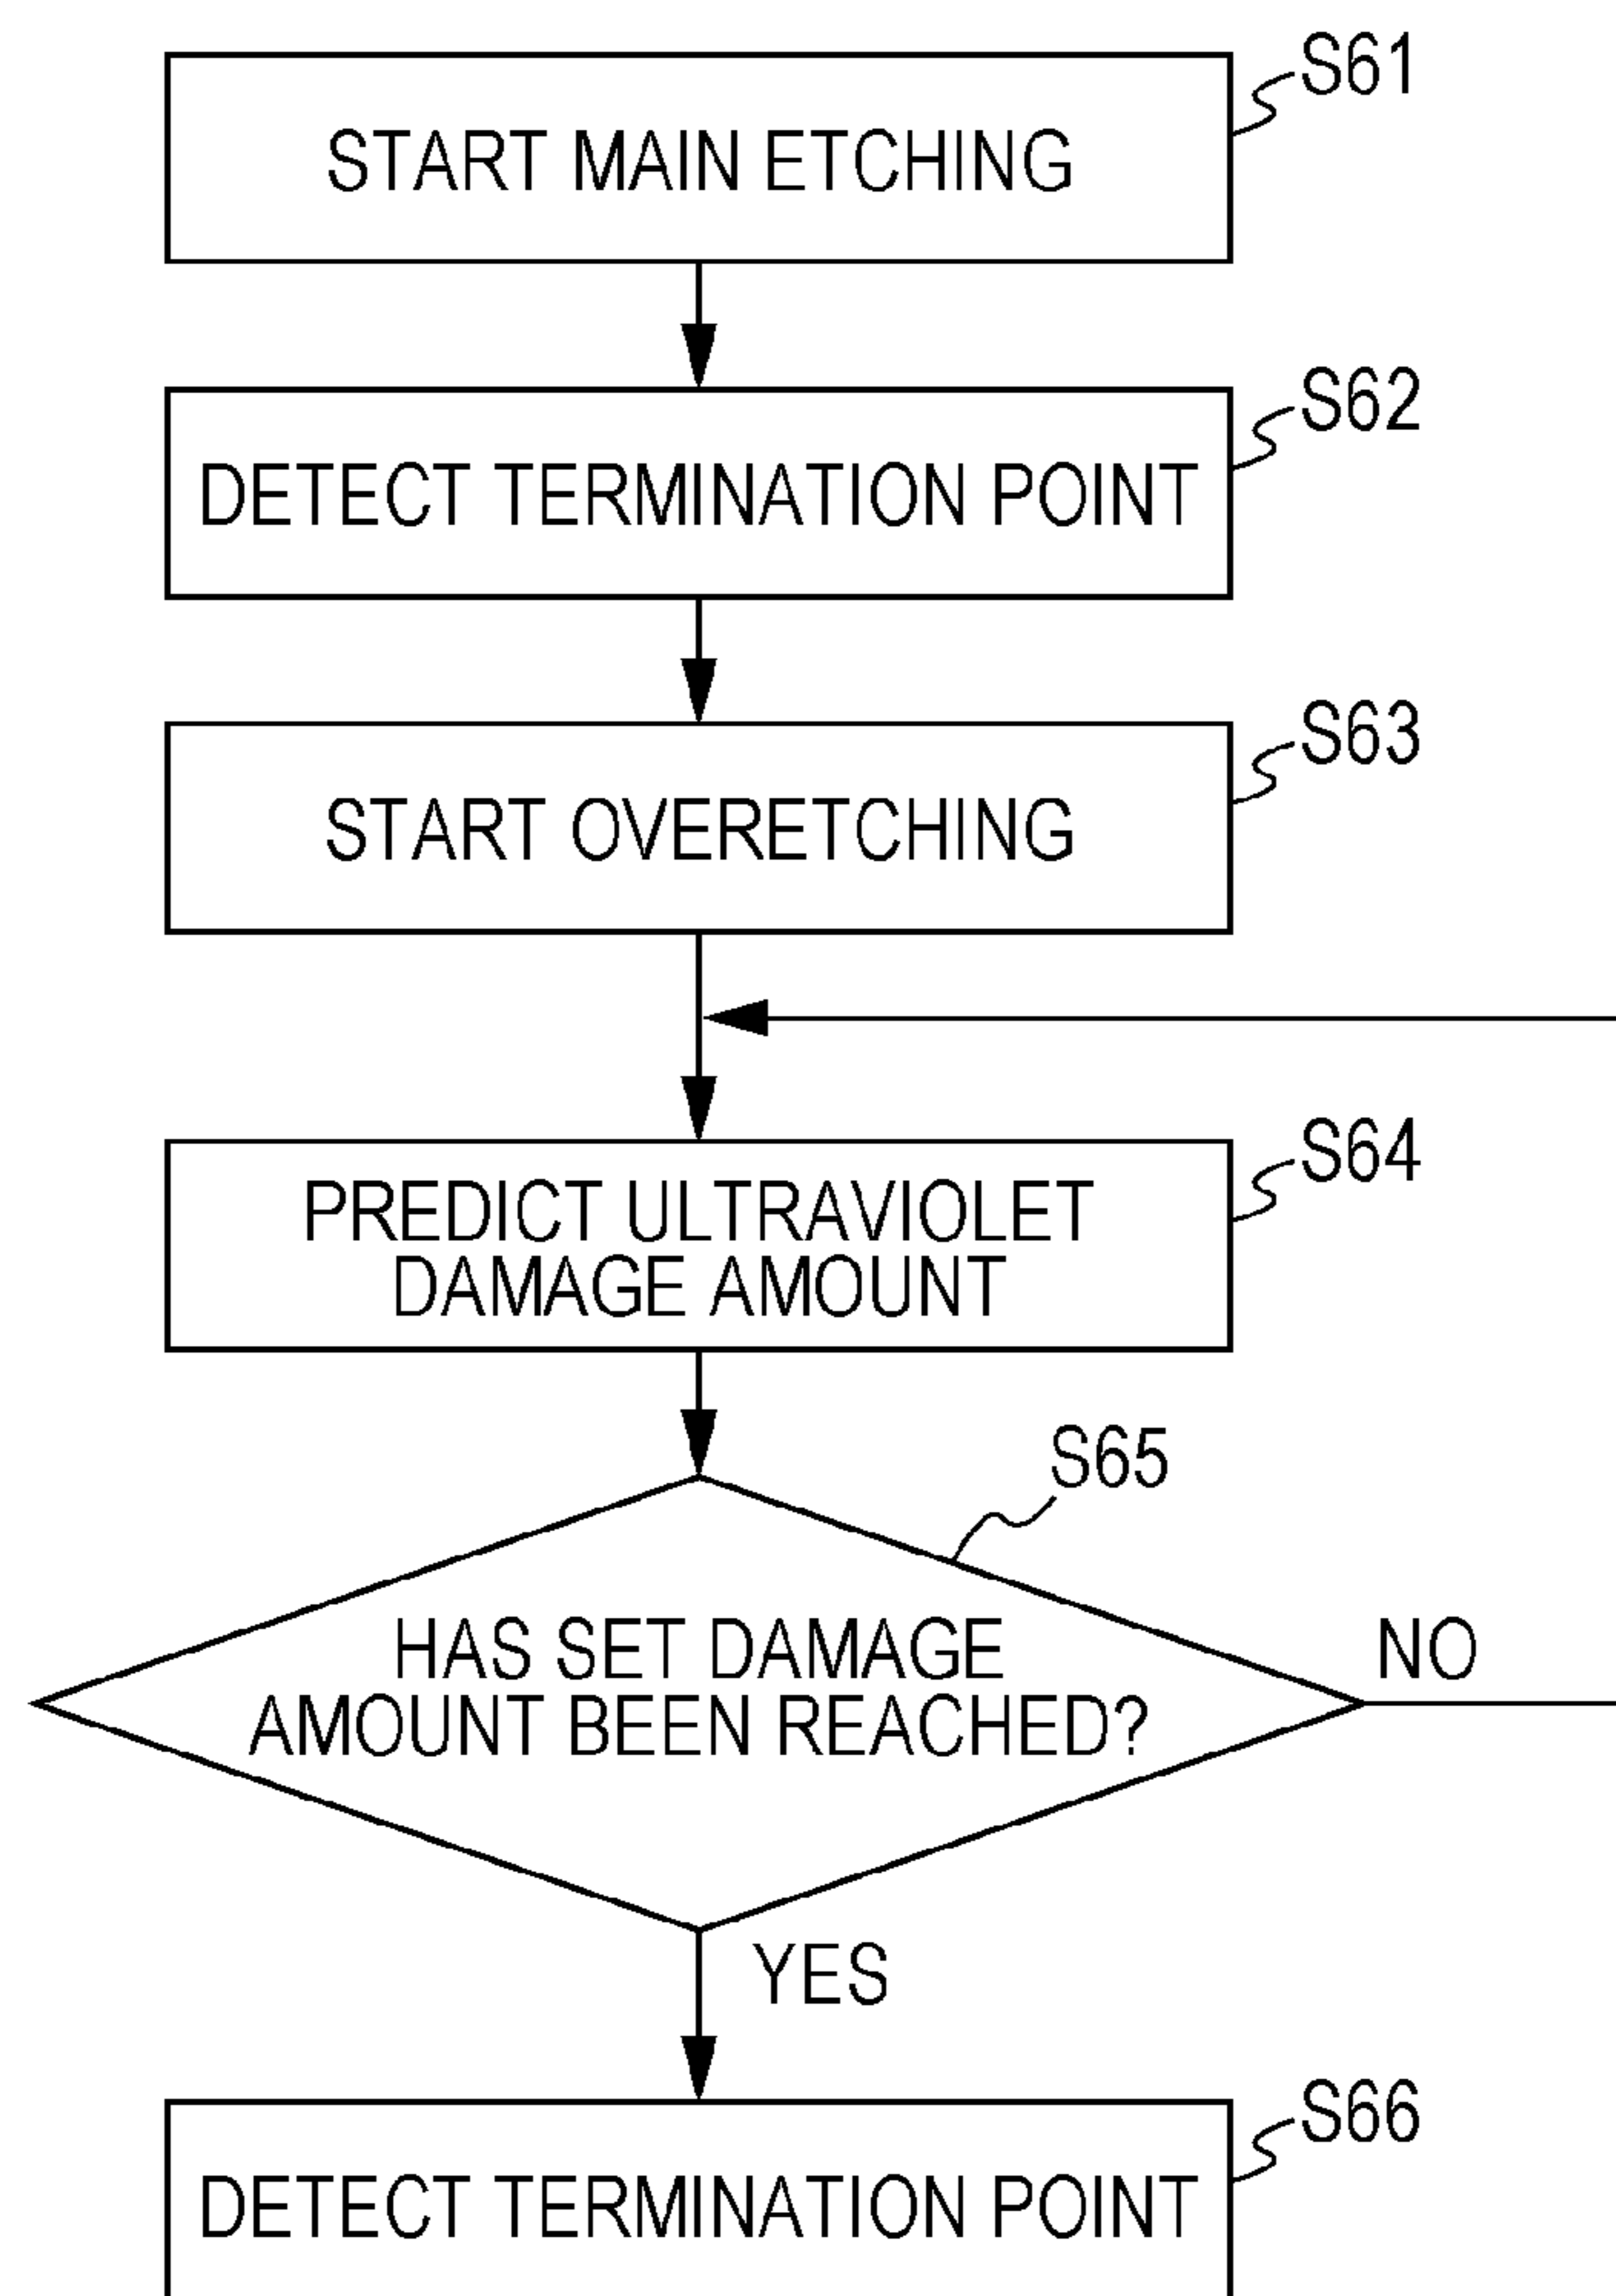 S61
START MAIN ETCHING
S62
DETECT TERMINATION POINT
S63
START OVERETCHING
S64
PREDICT ULTRAVIOLET
DAMAGE AMOUNT
S65
HAS SET DAMAGE
AMOUNT BEEN REACHED?
NO
YES
S66
DETECT TERMINATION POINT